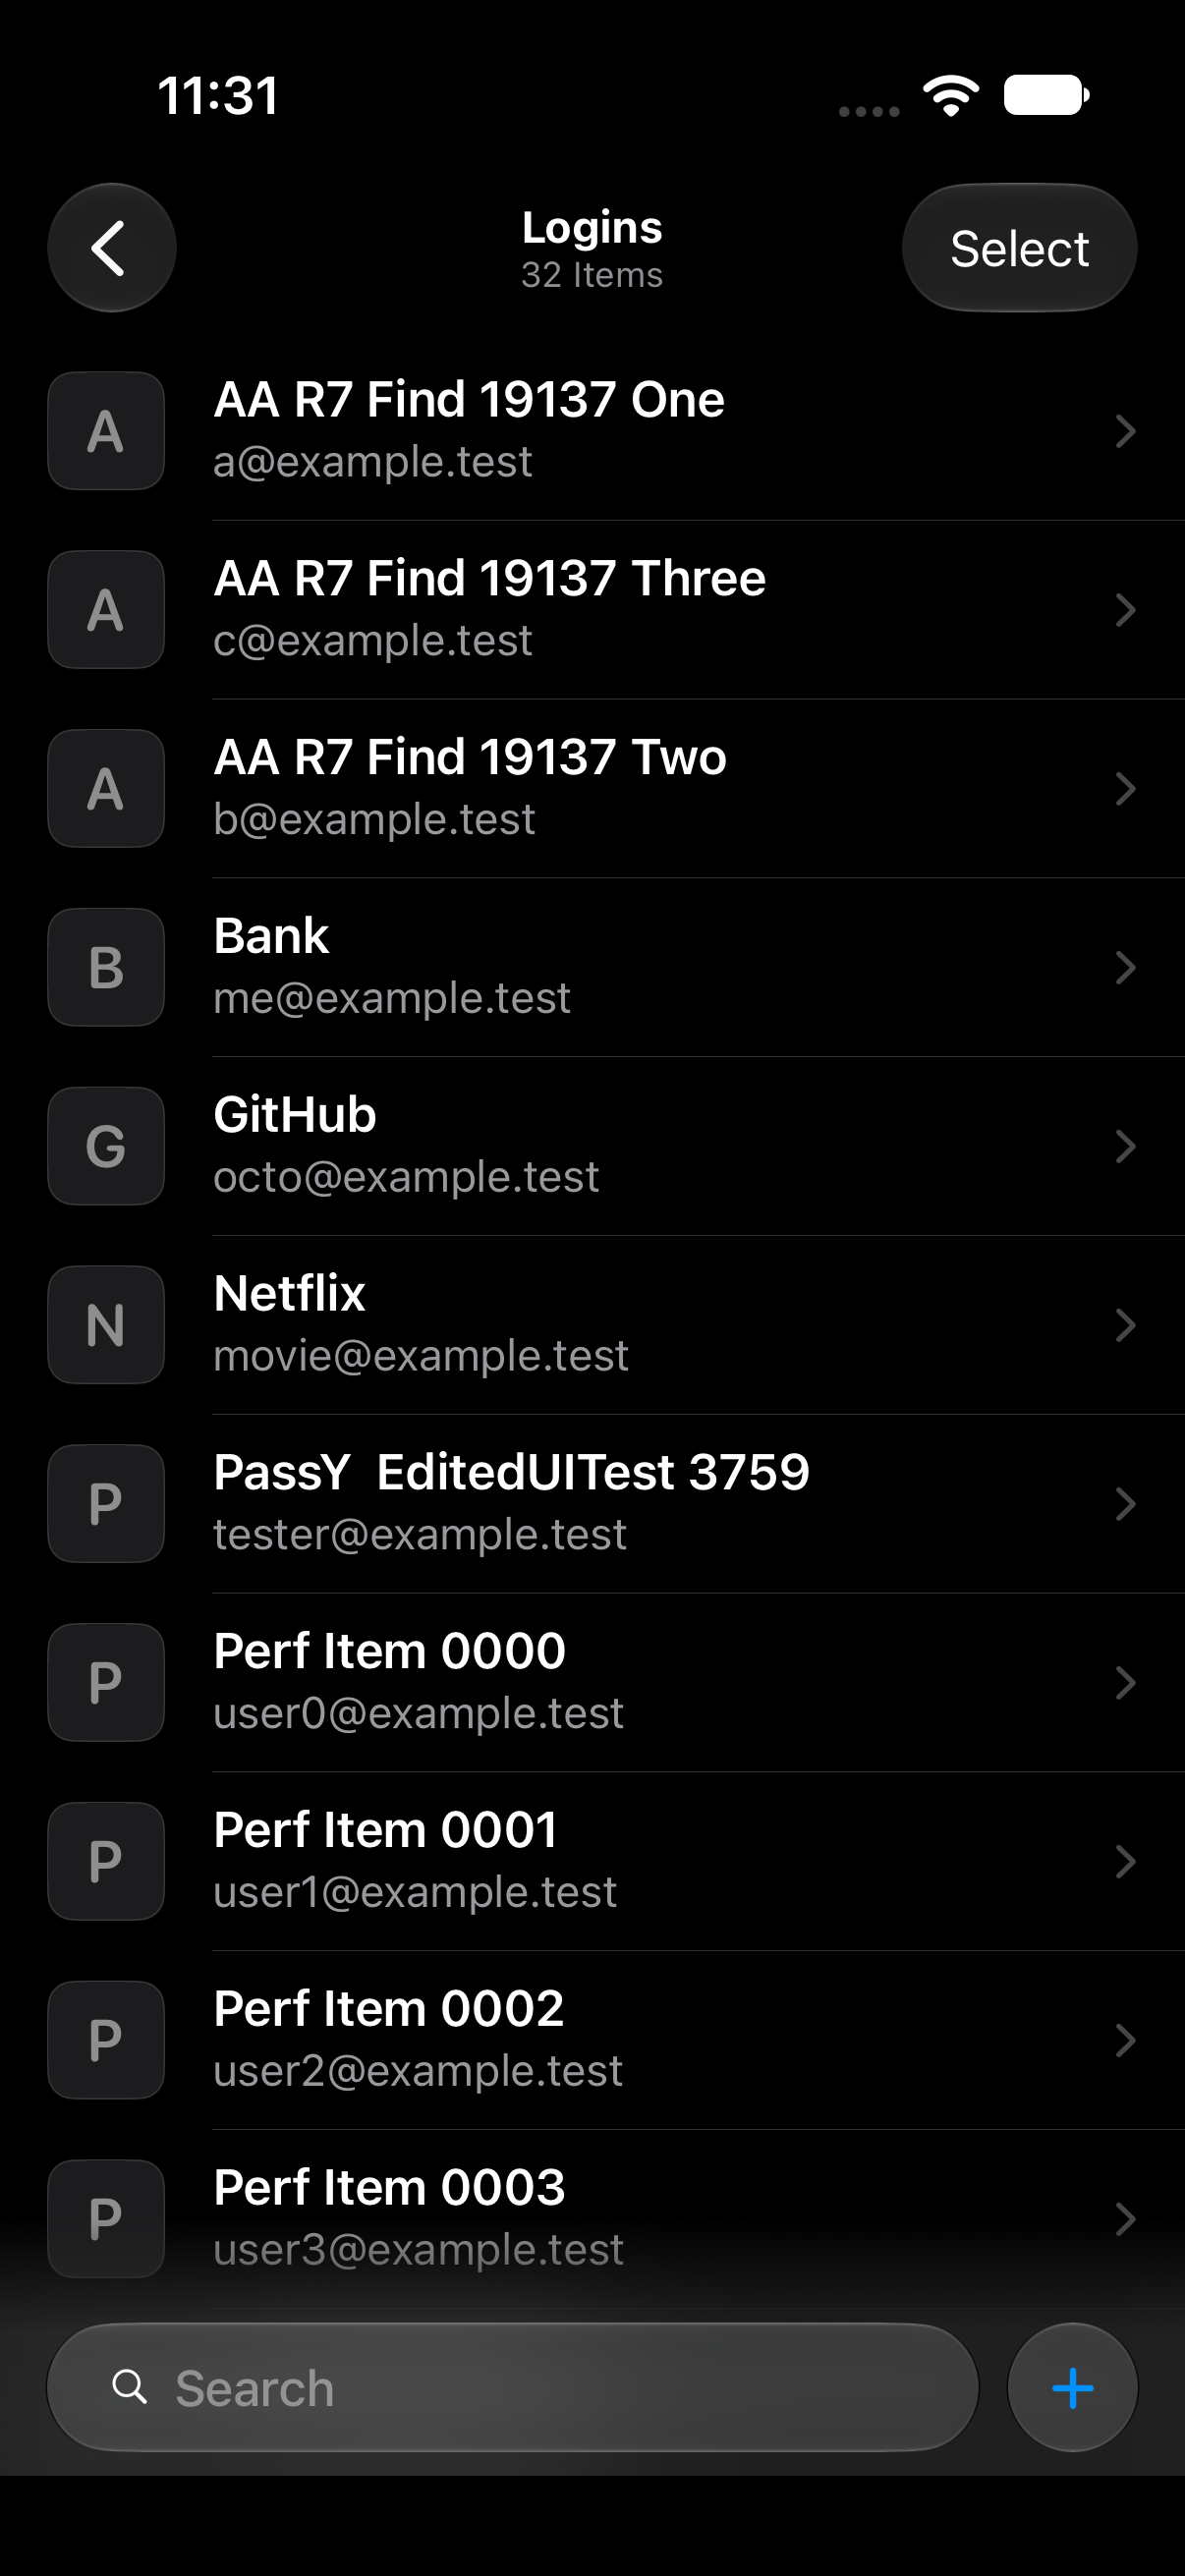 11:31
Logins
32 Items
Select
A
AA R7 Find 19137 One
a@example.test
A
AA R7 Find 19137 Three
c@example.test
A
AA R7 Find 19137 Two
b@example.test
B
Bank
me@example.test
G
GitHub
octo@example.test
N
Netflix
movie@example.test
P
PassY  EditedUITest 3759
tester@example.test
P
Perf Item 0000
user0@example.test
P
Perf Item 0001
user1@example.test
P
Perf Item 0002
user2@example.test
P
Perf Item 0003
user3@example.test
Search